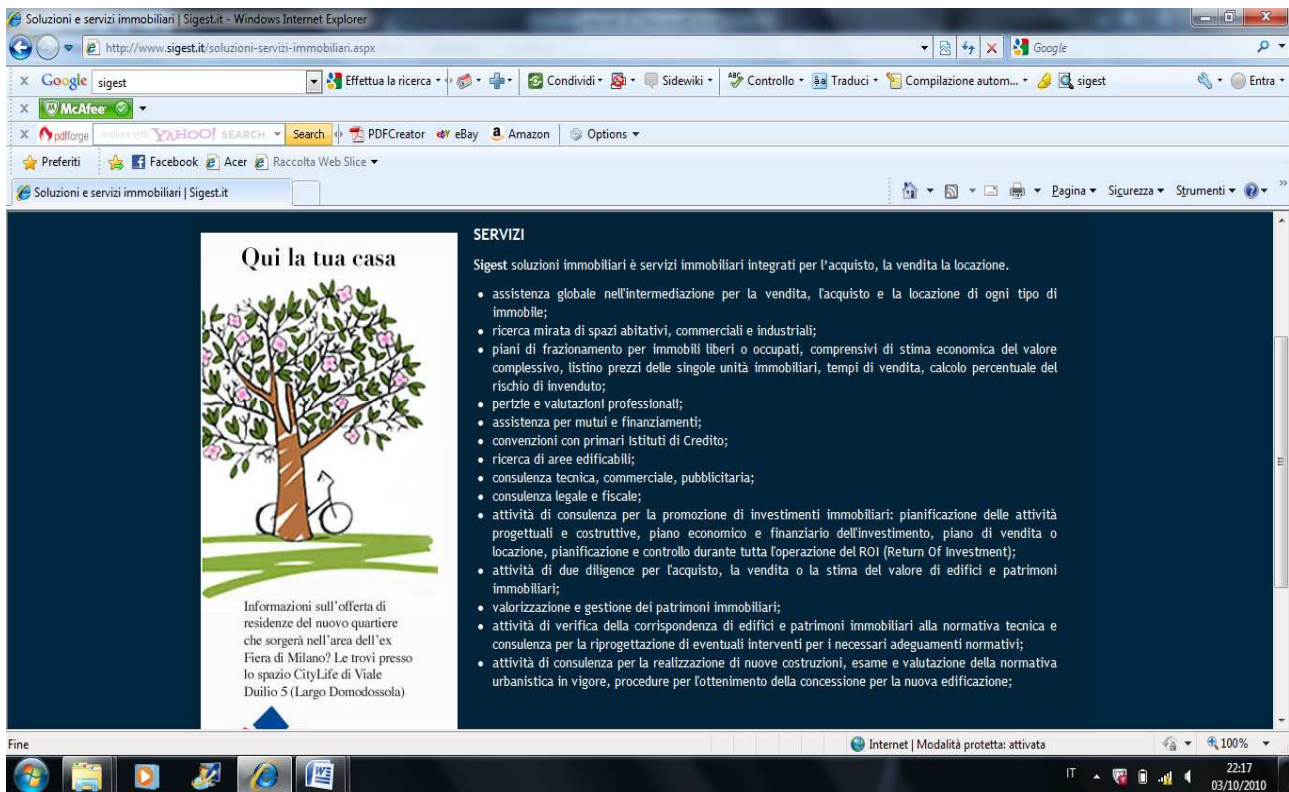 Soluzioni e servizi immobiliari | Sigest.it - Windows Internet Explorer
http://www.sigest.it/soluzioni-servizi-immobiliari.aspx
Google
x Google sigest Effettua la ricerca Condividi Sidewiki Controllo Traduci Compilazione autom... sigest Entra
x McAfee
x pdfforge YAHOO! SEARCH Search PDFCreator eBay Amazon Options
Preferiti Facebook Acer Raccolta Web Slice
Soluzioni e servizi immobiliari | Sigest.it
Pagina Sicurezza Strumenti
Qui la tua casa
Informazioni sull'offerta di
residenze del nuovo quartiere
che sorgerà nell'area dell'ex
Fiera di Milano? Le trovi presso
lo spazio CityLife di Viale
Duilio 5 (Largo Domodossola)
SERVIZI
Sigest soluzioni immobiliari è servizi immobiliari integrati per l'acquisto, la vendita la locazione.
• assistenza globale nell'intermediazione per la vendita, l'acquisto e la locazione di ogni tipo di
immobile;
• ricerca mirata di spazi abitativi, commerciali e industriali;
• piani di frazionamento per immobili liberi o occupati, comprensivi di stima economica del valore
complessivo, listino prezzi delle singole unità immobiliari, tempi di vendita, calcolo percentuale del
rischio di invenduto;
• perizie e valutazioni professionali;
• assistenza per mutui e finanziamenti;
• convenzioni con primari Istituti di Credito;
• ricerca di aree edificabili;
• consulenza tecnica, commerciale, pubblicitaria;
• consulenza legale e fiscale;
• attività di consulenza per la promozione di investimenti immobiliari: pianificazione delle attività
progettuali e costruttive, piano economico e finanziario dell'investimento, piano di vendita o
locazione, pianificazione e controllo durante tutta l'operazione del ROI (Return Of Investment);
• attività di due diligence per l'acquisto, la vendita o la stima del valore di edifici e patrimoni
immobiliari;
• valorizzazione e gestione dei patrimoni immobiliari;
• attività di verifica della corrispondenza di edifici e patrimoni immobiliari alla normativa tecnica e
consulenza per la riprogettazione di eventuali interventi per i necessari adeguamenti normativi;
• attività di consulenza per la realizzazione di nuove costruzioni, esame e valutazione della normativa
urbanistica in vigore, procedure per l'ottenimento della concessione per la nuova edificazione;
Fine
Internet | Modalità protetta: attivata
100%
IT
22:17
03/10/2010